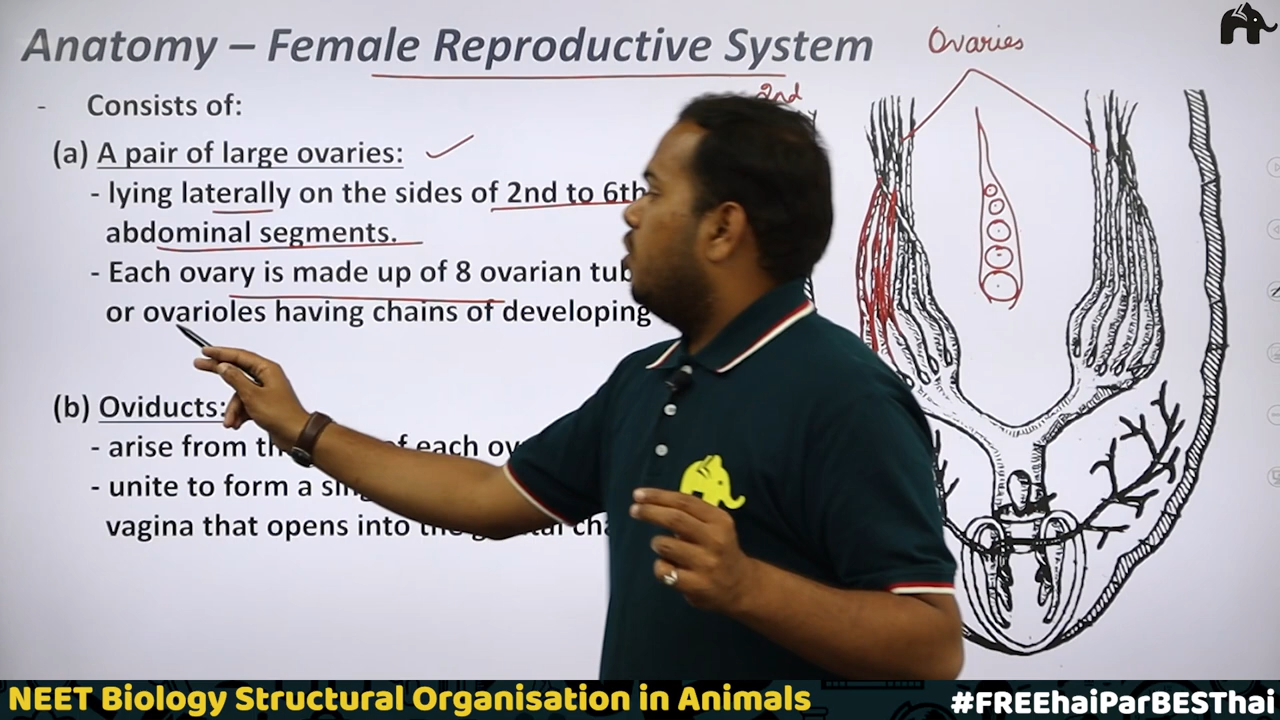 Anatomy – Female Reproductive System
Ovaries
2nd
- Consists of:
(a) A pair of large ovaries:
- lying laterally on the sides of 2nd to 6th
abdominal segments.
- Each ovary is made up of 8 ovarian
or ovarioles having chains of developing
(b) Oviducts:
- arise from of each
- unite to form a
vagina that opens into the
NEET Biology Structural Organisation in Animals
#FREEhaiParBESThai